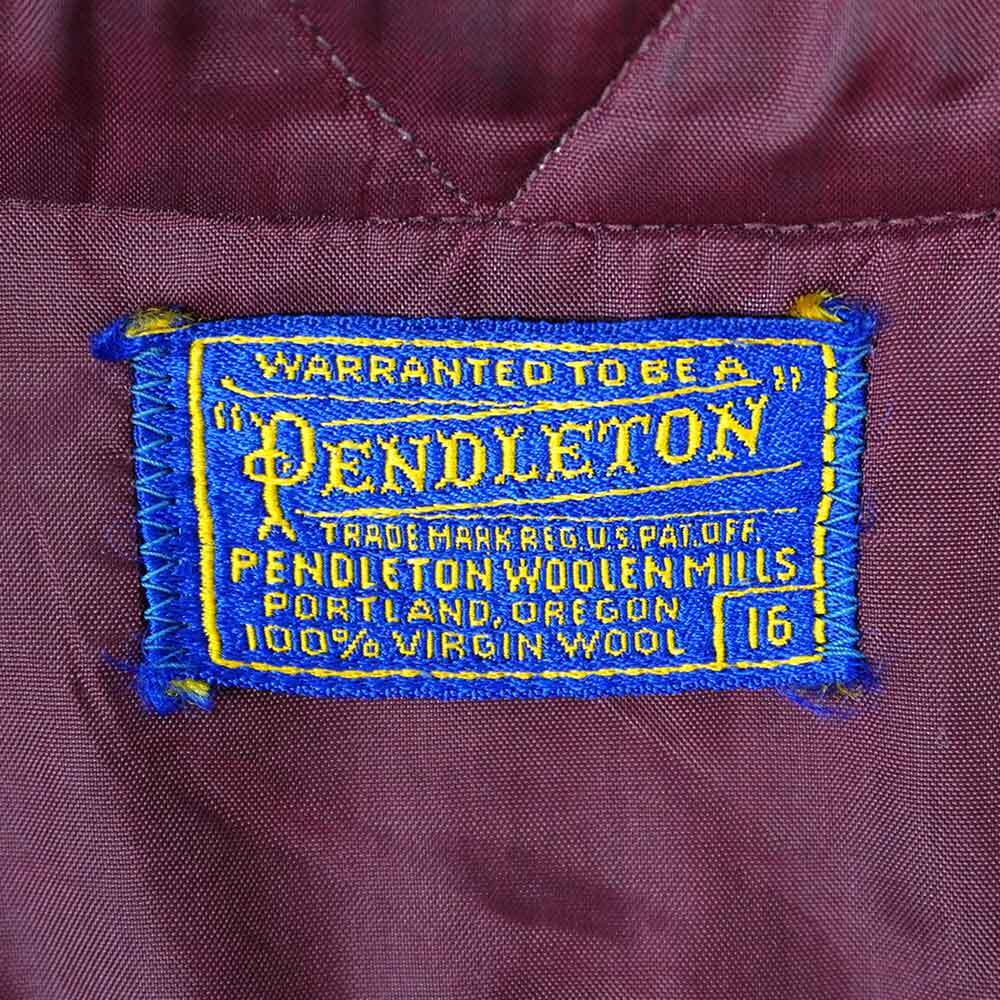 WARRANTED TO BE A
"PENDLETON"
TRADE MARK REG. U.S. PAT. OFF.
PENDLETON WOOLEN MILLS
PORTLAND, OREGON
100% VIRGIN WOOL
16